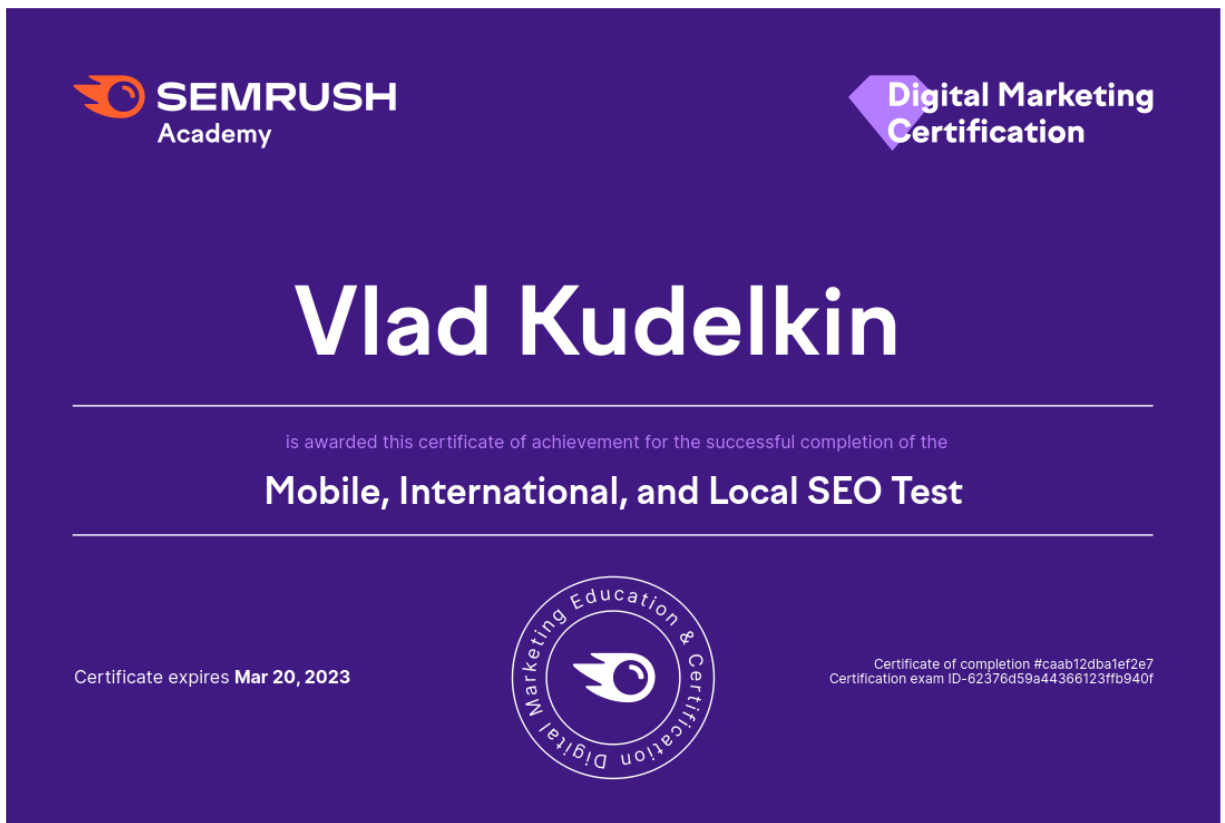 SEMRUSH
Academy
Digital Marketing
Certification
Vlad Kudelkin
is awarded this certificate of achievement for the successful completion of the
Mobile, International, and Local SEO Test
Certificate expires Mar 20, 2023
Digital Marketing Education & Certification
Certificate of completion #caab12dba1ef2e7
Certification exam ID-62376d59a44366123ffb940f